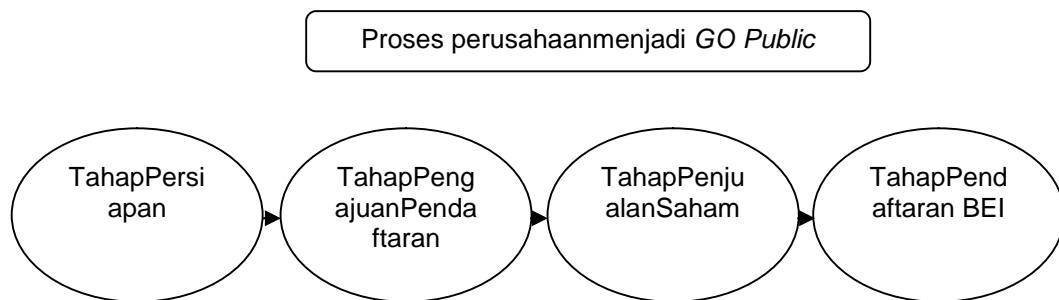 Proses perusahaanmenjadi GO Public
TahapPersi
apan
TahapPeng
ajuanPenda
ftaran
TahapPenju
alanSaham
TahapPend
aftaran BEI